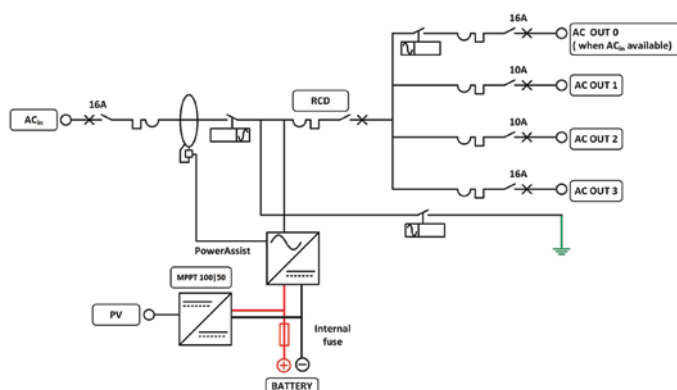 16A
AC OUT 0
( when ACin available)
10A
AC OUT 1
16A
RCD
ACin
10A
AC OUT 2
16A
AC OUT 3
PowerAssist
MPPT 100|50
PV
Internal
fuse
BATTERY